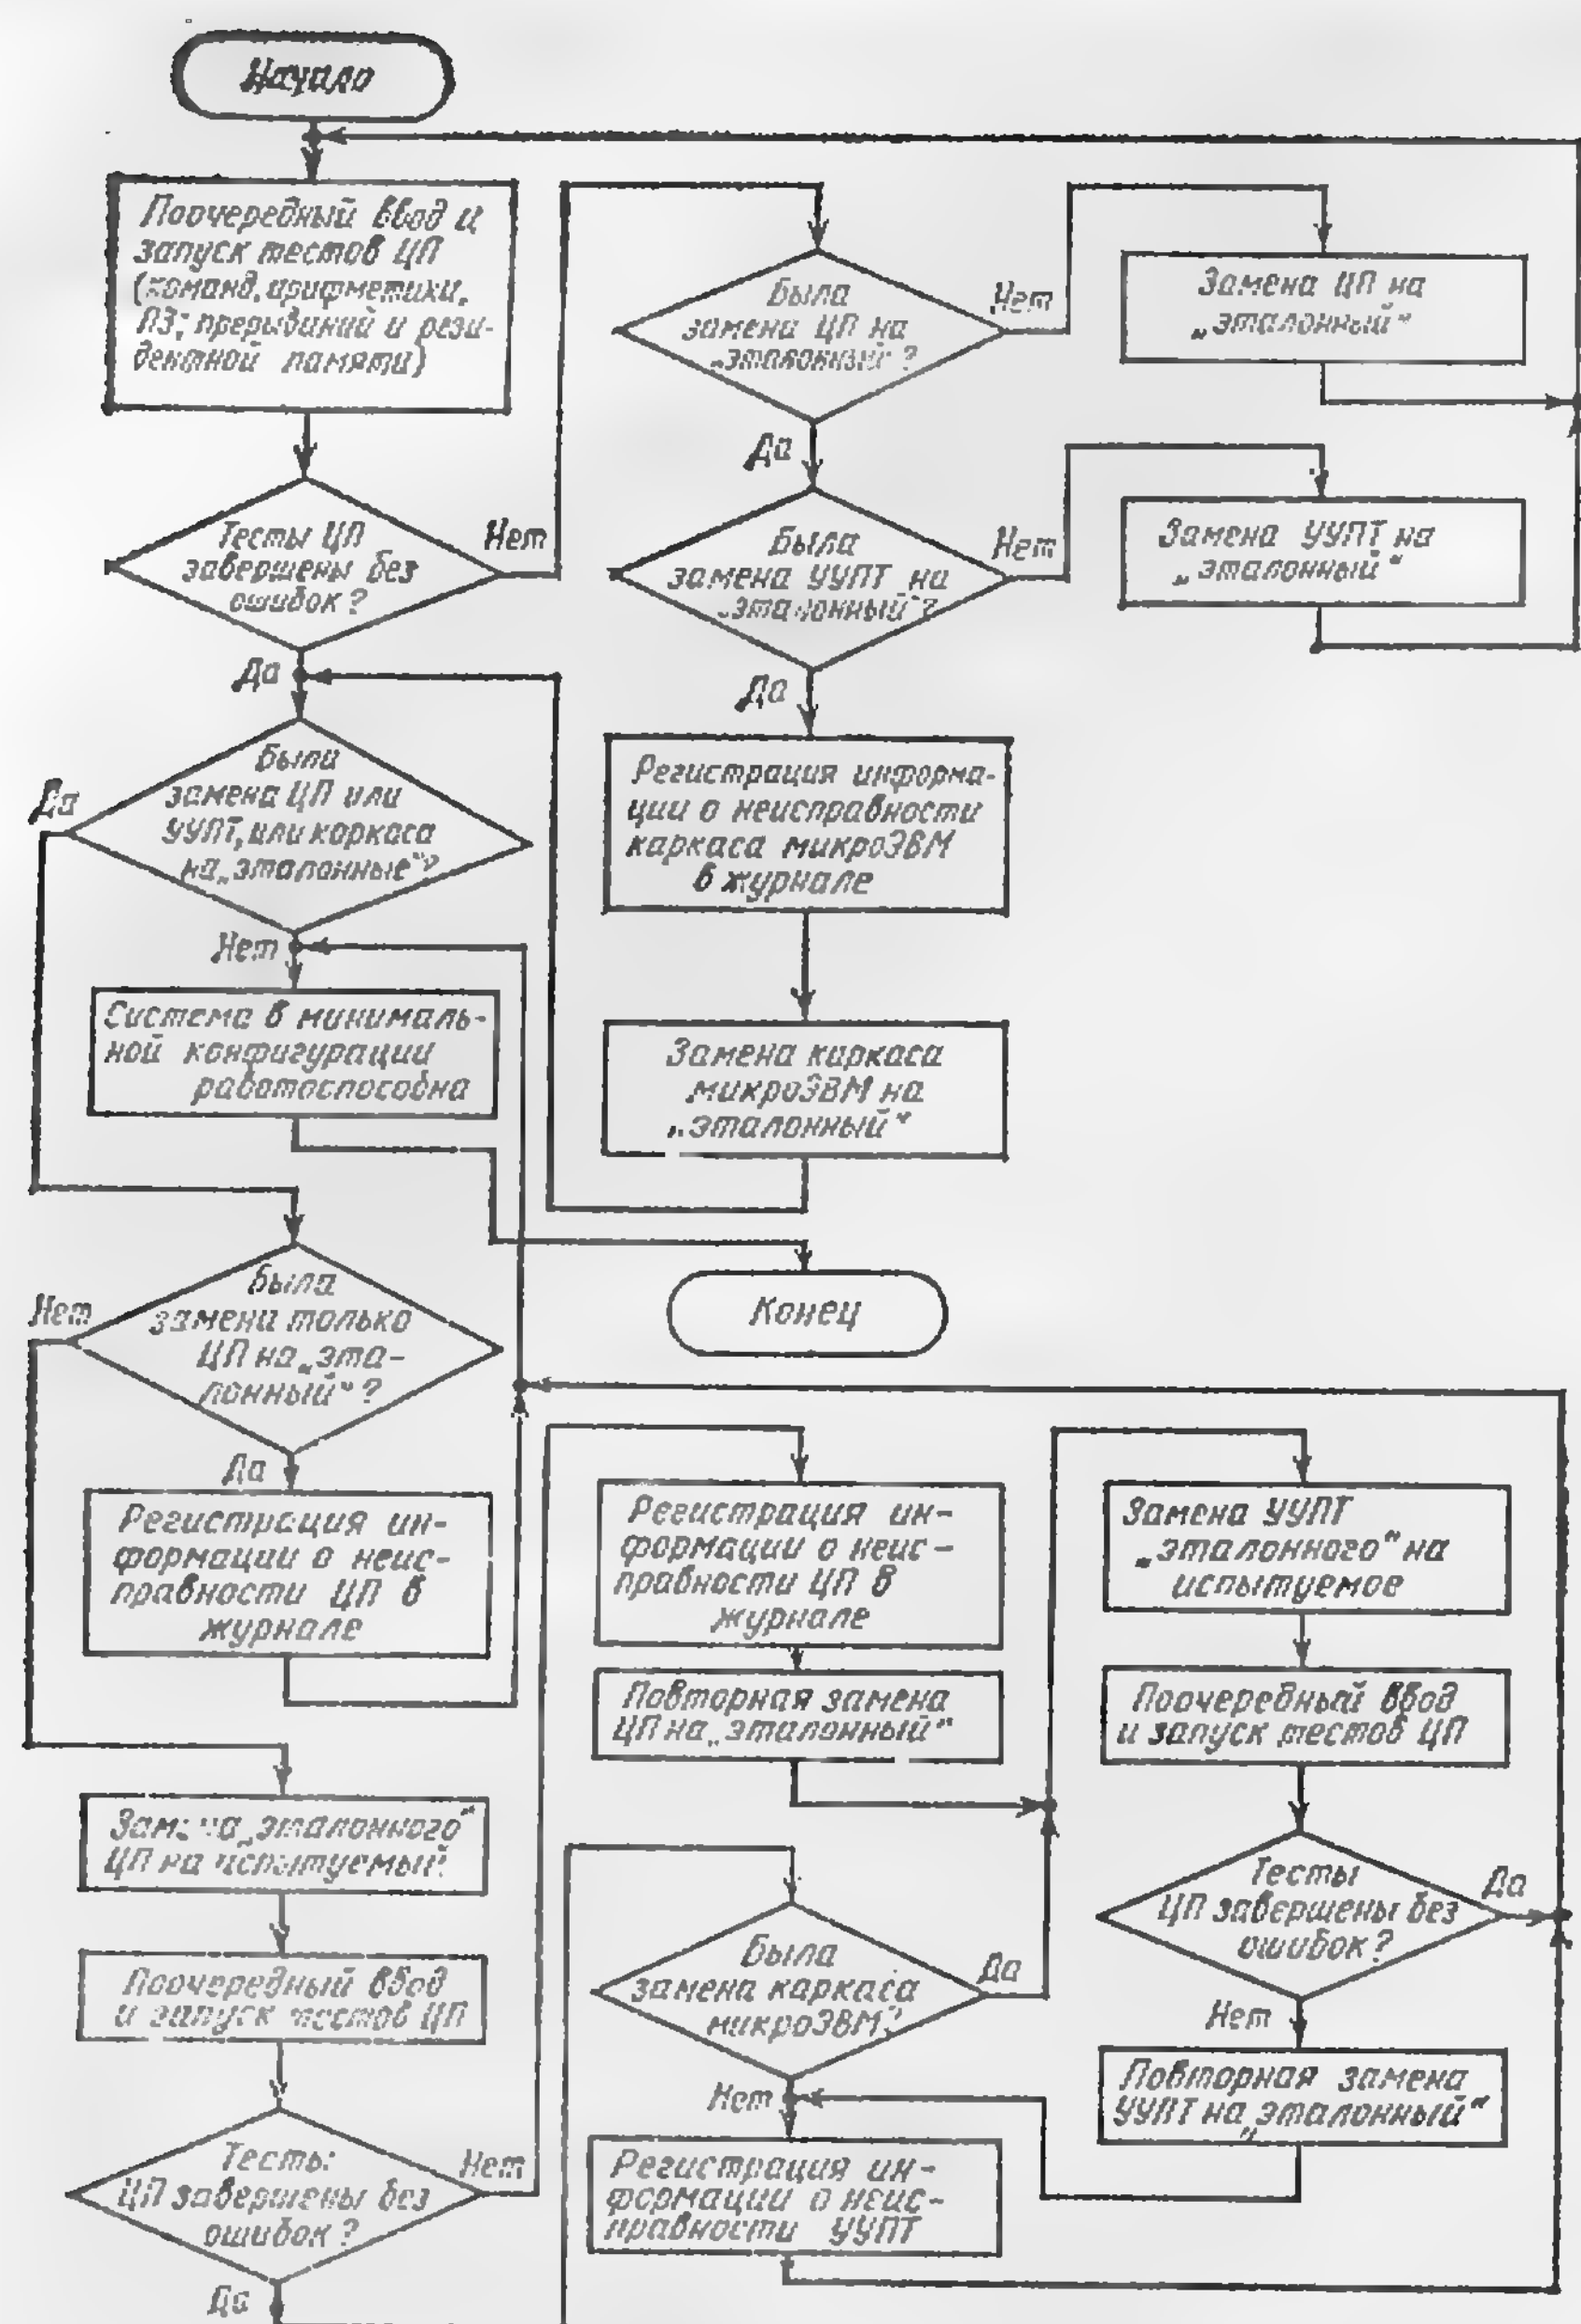 Начало
Поочередный ввод и
запуск тестов ЦП
(команд, арифметики,
ПЗ; прерываний и рези-
дентной памяти)
Тесты ЦП
завершены без
ошибок?
Нет
Да
Была
замена ЦП или
УУПТ, или каркаса
на „эталонные“?
Да
Нет
Система в минималь-
ной конфигурации
работоспособна
Была
замена только
ЦП на „эта-
лонный“?
Нет
Да
Регистрация ин-
формации о неис-
правности ЦП в
журнале
Замена „эталонного“
ЦП на испытуемый
Поочередный ввод
и запуск тестов ЦП
Тесты
ЦП завершены без
ошибок?
Нет
Да
Была
замена ЦП на
„эталонный“?
Нет
Да
Была
замена УУПТ на
„эталонный“?
Нет
Да
Регистрация информа-
ции о неисправности
каркаса микроЭВМ
в журнале
Замена каркаса
микроЭВМ на
„эталонный“
Конец
Замена ЦП на
„эталонный“
Замена УУПТ на
„эталонный“
Регистрация ин-
формации о неис-
правности ЦП в
журнале
Повторная замена
ЦП на „эталонный“
Была
замена каркаса
микроЭВМ?
Да
Нет
Регистрация ин-
формации о неис-
правности УУПТ
Замена УУПТ
„эталонного“ на
испытуемое
Поочередный ввод
и запуск тестов ЦП
Тесты
ЦП завершены без
ошибок?
Да
Нет
Повторная замена
УУПТ на „эталонный“